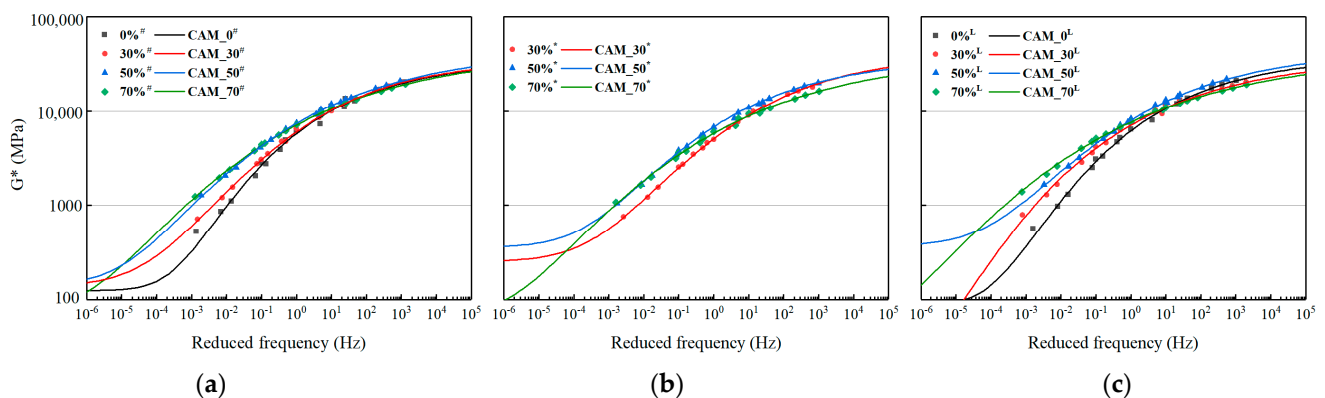 100,000
10,000
1000
100
G* (MPa)
0%# CAM_0#
30%# CAM_30#
50%# CAM_50#
70%# CAM_70#
10⁻⁶ 10⁻⁵ 10⁻⁴ 10⁻³ 10⁻² 10⁻¹ 10⁰ 10¹ 10² 10³ 10⁴ 10⁵
Reduced frequency (Hz)
(a)
30%* CAM_30*
50%* CAM_50*
70%* CAM_70*
10⁻⁶ 10⁻⁵ 10⁻⁴ 10⁻³ 10⁻² 10⁻¹ 10⁰ 10¹ 10² 10³ 10⁴ 10⁵
Reduced frequency (Hz)
(b)
0%ᴸ CAM_0ᴸ
30%ᴸ CAM_30ᴸ
50%ᴸ CAM_50ᴸ
70%ᴸ CAM_70ᴸ
10⁻⁶ 10⁻⁵ 10⁻⁴ 10⁻³ 10⁻² 10⁻¹ 10⁰ 10¹ 10² 10³ 10⁴ 10⁵
Reduced frequency (Hz)
(c)